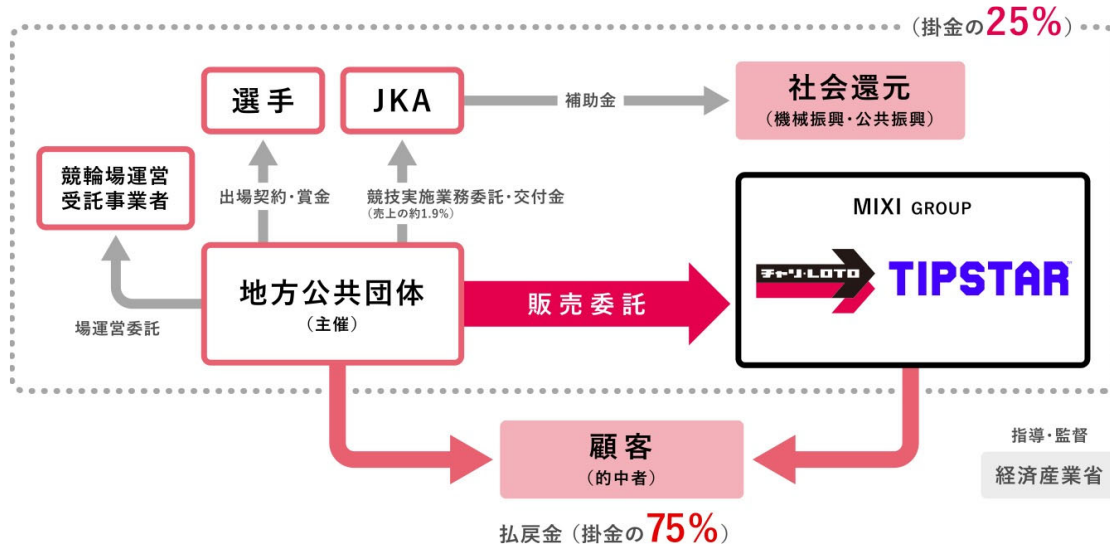 (掛金の25%)
選手
JKA
補助金
社会還元
(機械振興・公共振興)
競輪場運営
受託事業者
出場契約・賞金
競技実施業務委託・交付金
(売上の約1.9%)
MIXI GROUP
チャリ・LOTO
TIPSTAR™
地方公共団体
(主催)
販売委託
場運営委託
顧客
(的中者)
指導・監督
経済産業省
払戻金(掛金の75%)